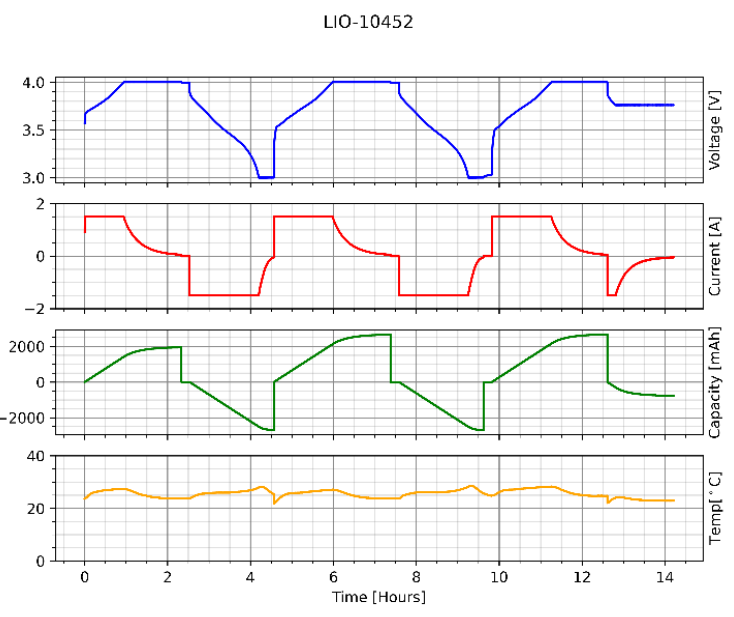 LIO-10452
4.0
3.5
3.0
Voltage [V]
2
0
−2
Current [A]
2000
0
−2000
Capacity [mAh]
40
20
0
Temp[°C]
0 2 4 6 8 10 12 14
Time [Hours]